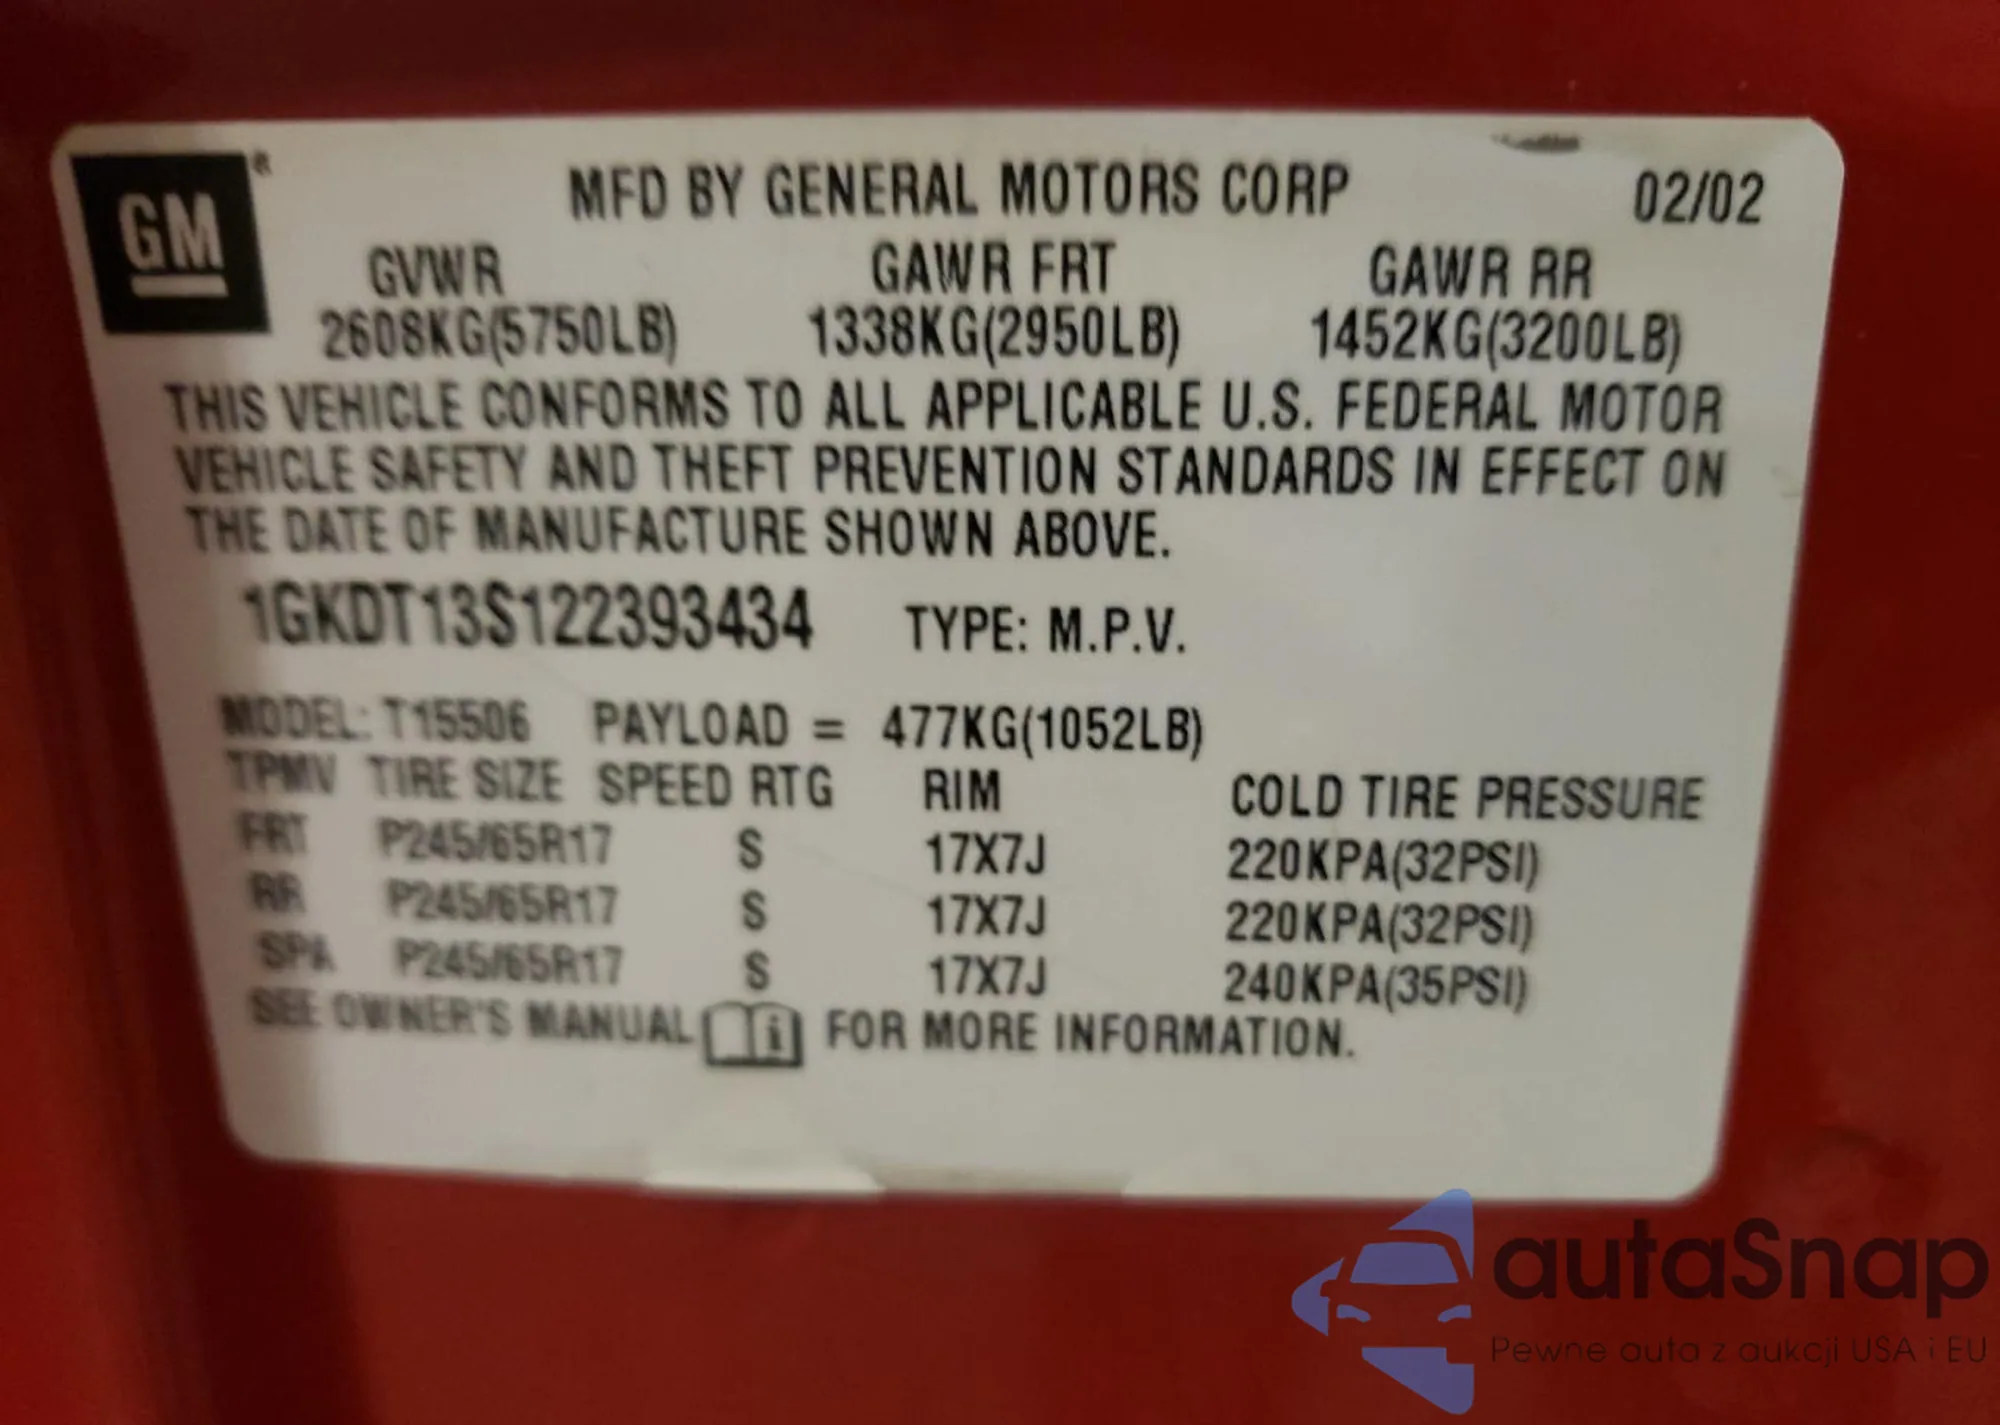 GM ®
MFD BY GENERAL MOTORS CORP 02/02
GVWR GAWR FRT GAWR RR
2608KG(5750LB) 1338KG(2950LB) 1452KG(3200LB)
THIS VEHICLE CONFORMS TO ALL APPLICABLE U.S. FEDERAL MOTOR
VEHICLE SAFETY AND THEFT PREVENTION STANDARDS IN EFFECT ON
THE DATE OF MANUFACTURE SHOWN ABOVE.
1GKDT13S122393434 TYPE: M.P.V.
MODEL: T15506 PAYLOAD = 477KG(1052LB)
TPMV TIRE SIZE SPEED RTG RIM COLD TIRE PRESSURE
FRT P245/65R17 S 17X7J 220KPA(32PSI)
RR P245/65R17 S 17X7J 220KPA(32PSI)
SPA P245/65R17 S 17X7J 240KPA(35PSI)
SEE OWNER'S MANUAL i FOR MORE INFORMATION.
autaSnap
Pewne auta z aukcji USA i EU